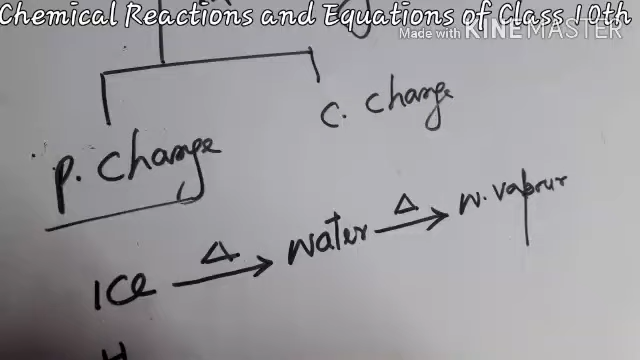 Chemical Reactions and Equations of Class 10th
Made with KINEMASTER
P. Change
C. Change
ICe Δ Water Δ W. Vapour
H